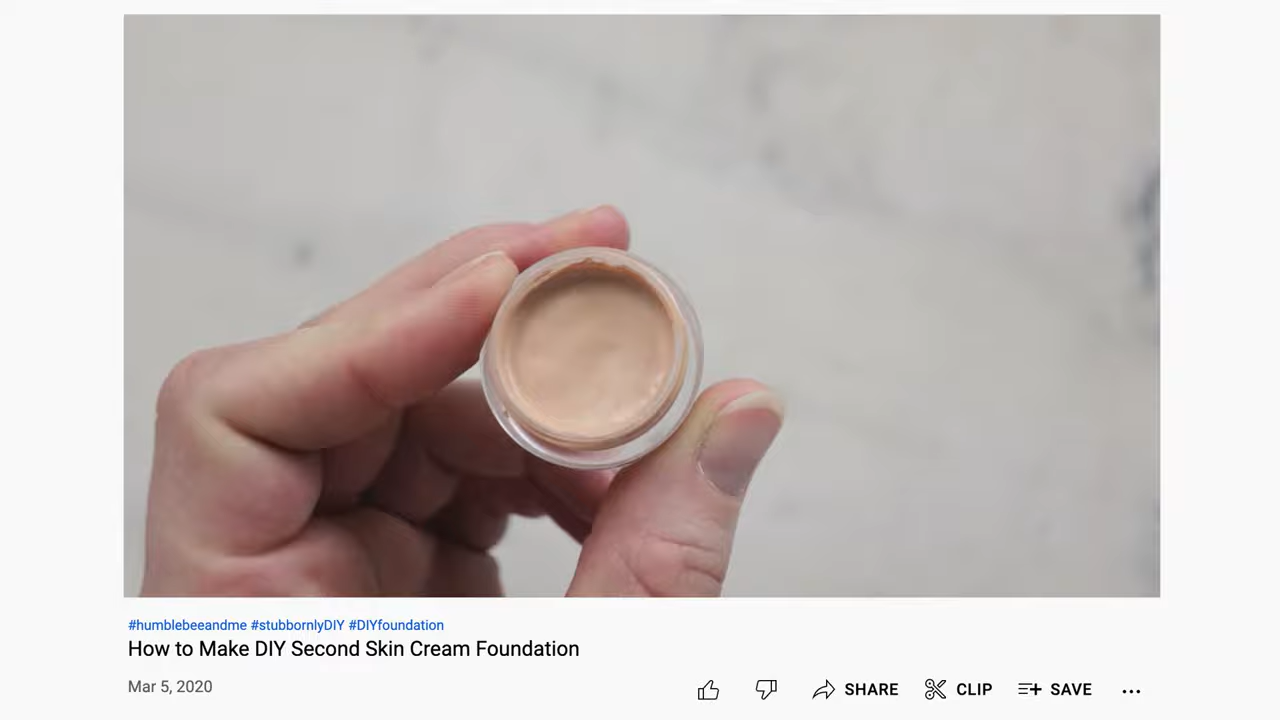 #humblebeeandme #stubbornlyDIY #DIYfoundation
How to Make DIY Second Skin Cream Foundation
Mar 5, 2020
SHARE
CLIP
SAVE